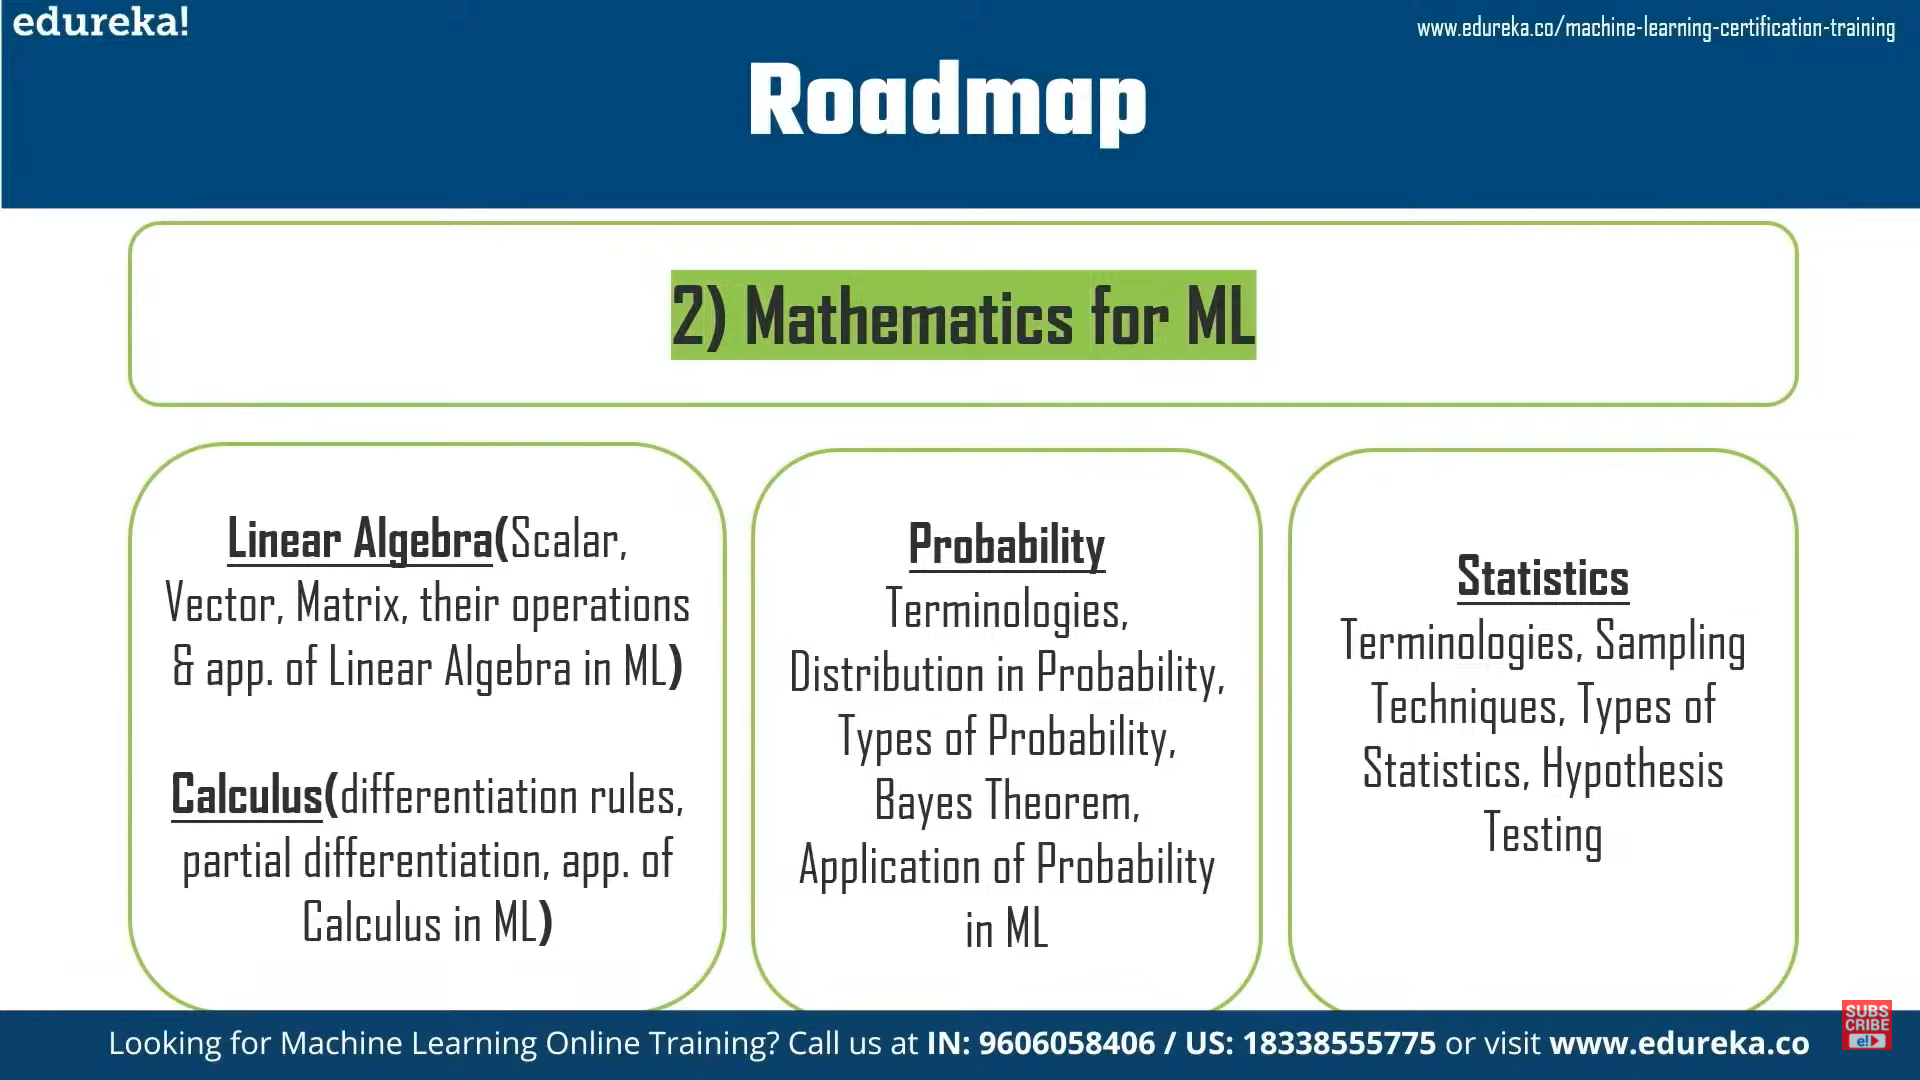 edureka!
www.edureka.co/machine-learning-certification-training
Roadmap
2) Mathematics for ML
Linear Algebra(Scalar,
Vector, Matrix, their operations
& app. of Linear Algebra in ML)
Calculus(differentiation rules,
partial differentiation, app. of
Calculus in ML)
Probability
Terminologies,
Distribution in Probability,
Types of Probability,
Bayes Theorem,
Application of Probability
in ML
Statistics
Terminologies, Sampling
Techniques, Types of
Statistics, Hypothesis
Testing
SUBS
CRIBE
e!
Looking for Machine Learning Online Training? Call us at IN: 9606058406 / US: 18338555775 or visit www.edureka.co